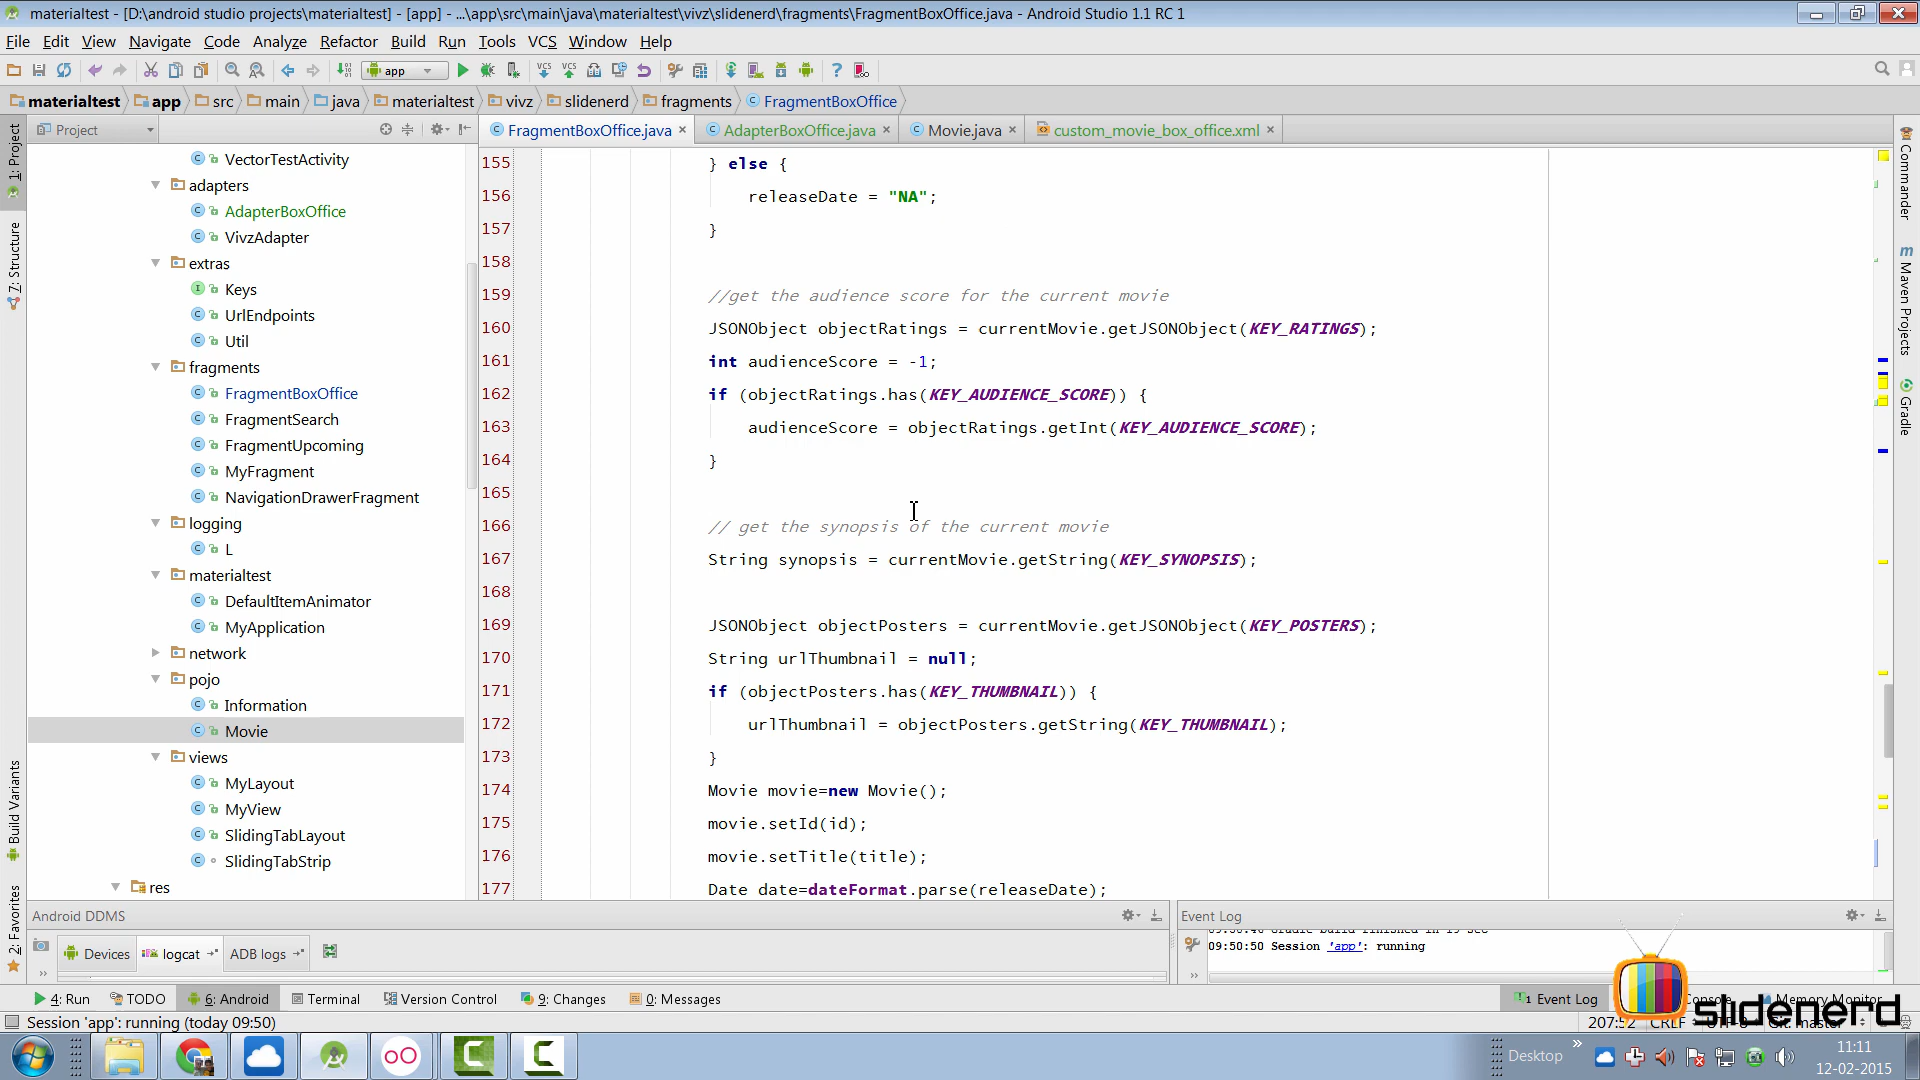 materialtest - [D:\android studio projects\materialtest] - [app] - ...\app\src\main\java\materialtest\vivz\slidenerd\fragments\FragmentBoxOffice.java - Android Studio 1.1 RC 1
File Edit View Navigate Code Analyze Refactor Build Run Tools VCS Window Help
app
materialtest app src main java materialtest vivz slidenerd fragments FragmentBoxOffice
Project
FragmentBoxOffice.java AdapterBoxOffice.java Movie.java custom_movie_box_office.xml
1: Project
7: Structure
Build Variants
2: Favorites
VectorTestActivity
adapters
AdapterBoxOffice
VivzAdapter
extras
Keys
UrlEndpoints
Util
fragments
FragmentBoxOffice
FragmentSearch
FragmentUpcoming
MyFragment
NavigationDrawerFragment
logging
L
materialtest
DefaultItemAnimator
MyApplication
network
pojo
Information
Movie
views
MyLayout
MyView
SlidingTabLayout
SlidingTabStrip
res
155 } else {
156 releaseDate = "NA";
157 }
158
159 //get the audience score for the current movie
160 JSONObject objectRatings = currentMovie.getJSONObject(KEY_RATINGS);
161 int audienceScore = -1;
162 if (objectRatings.has(KEY_AUDIENCE_SCORE)) {
163 audienceScore = objectRatings.getInt(KEY_AUDIENCE_SCORE);
164 }
165
166 // get the synopsis of the current movie
167 String synopsis = currentMovie.getString(KEY_SYNOPSIS);
168
169 JSONObject objectPosters = currentMovie.getJSONObject(KEY_POSTERS);
170 String urlThumbnail = null;
171 if (objectPosters.has(KEY_THUMBNAIL)) {
172 urlThumbnail = objectPosters.getString(KEY_THUMBNAIL);
173 }
174 Movie movie=new Movie();
175 movie.setId(id);
176 movie.setTitle(title);
177 Date date=dateFormat.parse(releaseDate);
Commander
Maven Projects
Gradle
Android DDMS
Devices logcat ADB logs
Event Log
09:50:50 Session 'app': running
4: Run TODO 6: Android Terminal Version Control 9: Changes 0: Messages
1 Event Log Console Memory Monitor
Session 'app': running (today 09:50)
207:52 CRLF UTF-8 Git: master
slidenerd
Desktop
11:11
12-02-2015